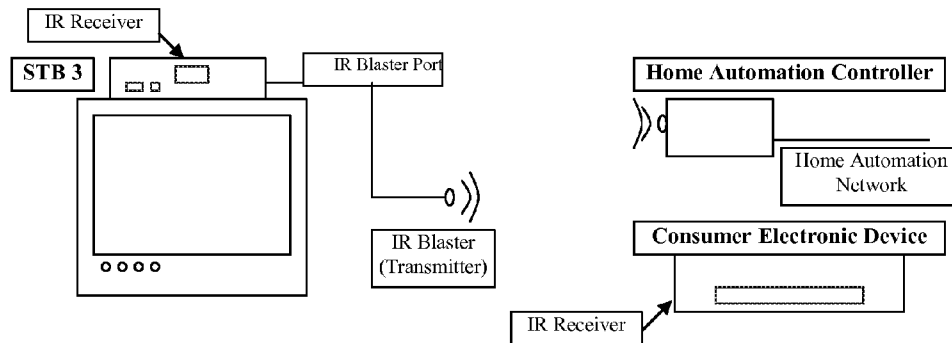 IR Receiver
STB 3
IR Blaster Port
Home Automation Controller
Home Automation
Network
IR Blaster
(Transmitter)
Consumer Electronic Device
IR Receiver